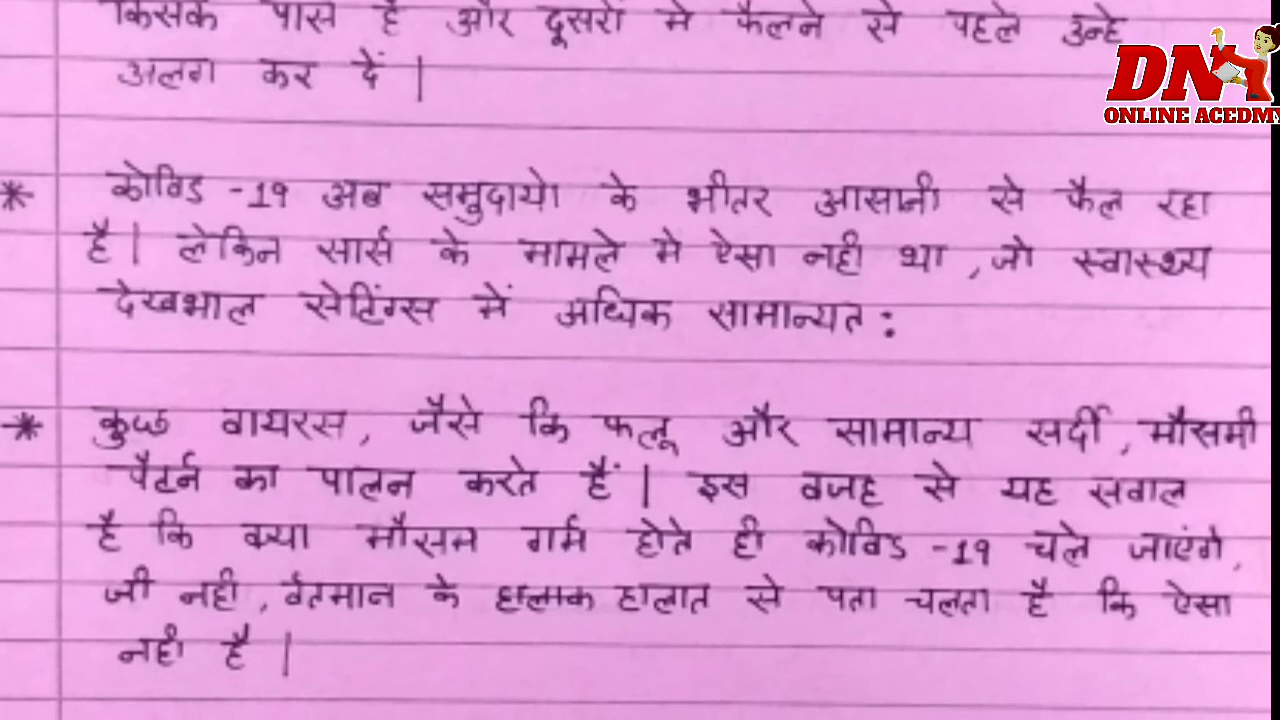 किसके पास है और दूसरो मे फैलने से पहले उन्हे
अलग कर दें |
DN
ONLINE ACEDMY
* कोविड -19 अब समुदायो के भीतर आसानी से फैल रहा
है | लेकिन सार्स के मामले मे ऐसा नही था , जो स्वास्थ्य
देखभाल सेटिंग्स में अधिक सामान्यत :
* कुछ वायरस , जैसे कि फलू और सामान्य सर्दी , मौसमी
पैटर्न का पालन करते हैं | इस वजह से यह सवाल
है कि क्या मौसम गर्म होते ही कोविड -19 चले जाएंगे ,
जी नही , र्वतमान के हालाक हालात से पता चलता है कि ऐसा
नही है |